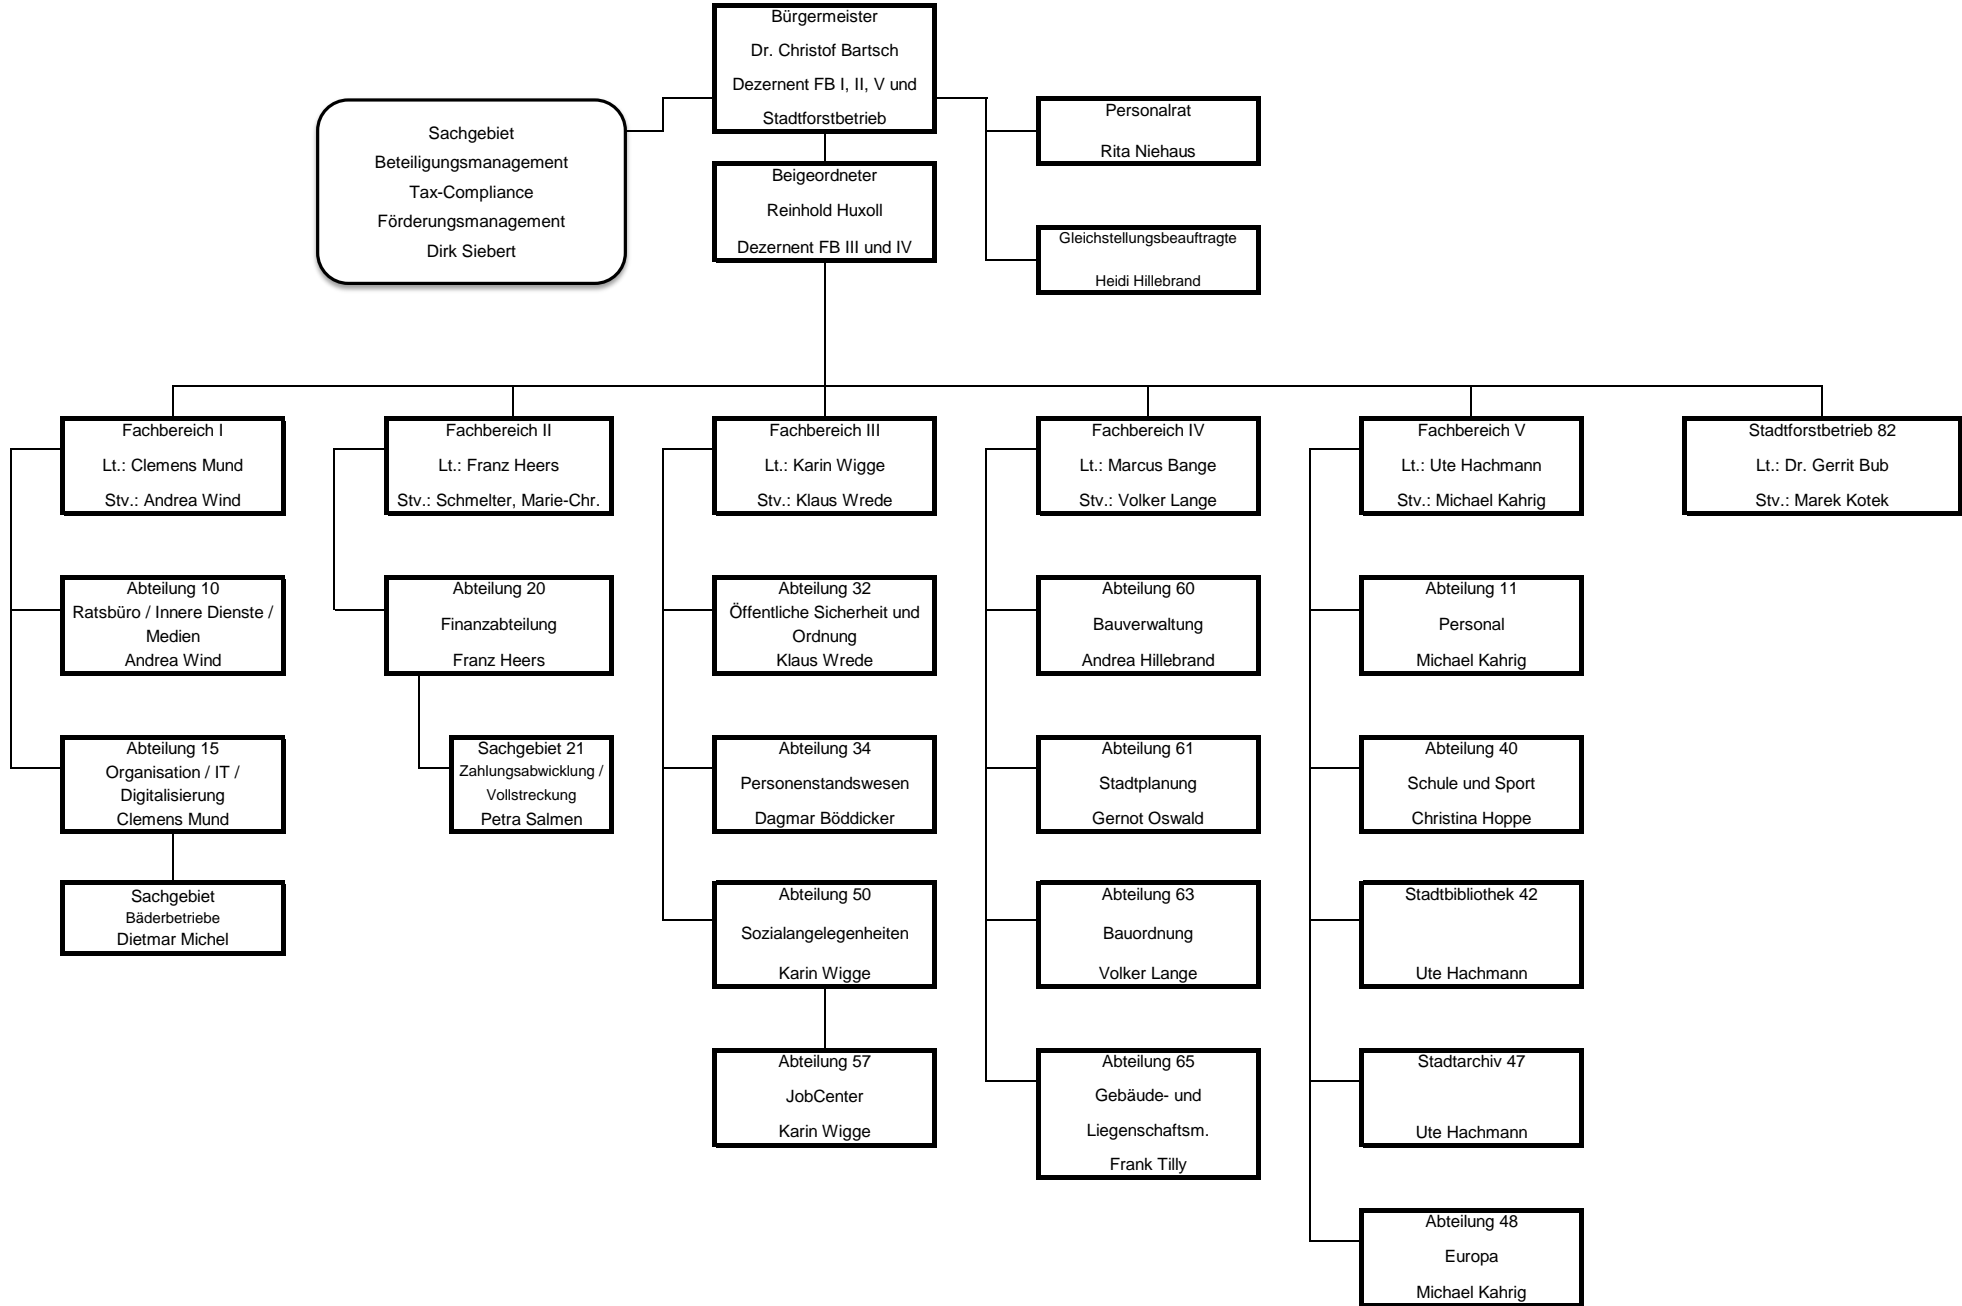 Bürgermeister
Dr. Christof Bartsch
Dezernent FB I, II, V und
Stadtforstbetrieb
Sachgebiet
Beteiligungsmanagement
Tax-Compliance
Förderungsmanagement
Dirk Siebert
Personalrat
Rita Niehaus
Beigeordneter
Reinhold Huxoll
Dezernent FB III und IV
Gleichstellungsbeauftragte
Heidi Hillebrand
Fachbereich I
Lt.: Clemens Mund
Stv.: Andrea Wind
Fachbereich II
Lt.: Franz Heers
Stv.: Schmelter, Marie-Chr.
Fachbereich III
Lt.: Karin Wigge
Stv.: Klaus Wrede
Fachbereich IV
Lt.: Marcus Bange
Stv.: Volker Lange
Fachbereich V
Lt.: Ute Hachmann
Stv.: Michael Kahrig
Stadtforstbetrieb 82
Lt.: Dr. Gerrit Bub
Stv.: Marek Kotek
Abteilung 10
Ratsbüro / Innere Dienste /
Medien
Andrea Wind
Abteilung 20
Finanzabteilung
Franz Heers
Abteilung 32
Öffentliche Sicherheit und
Ordnung
Klaus Wrede
Abteilung 60
Bauverwaltung
Andrea Hillebrand
Abteilung 11
Personal
Michael Kahrig
Abteilung 15
Organisation / IT /
Digitalisierung
Clemens Mund
Sachgebiet 21
Zahlungsabwicklung /
Vollstreckung
Petra Salmen
Abteilung 34
Personenstandswesen
Dagmar Böddicker
Abteilung 61
Stadtplanung
Gernot Oswald
Abteilung 40
Schule und Sport
Christina Hoppe
Sachgebiet
Bäderbetriebe
Dietmar Michel
Abteilung 50
Sozialangelegenheiten
Karin Wigge
Abteilung 63
Bauordnung
Volker Lange
Stadtbibliothek 42
Ute Hachmann
Abteilung 57
JobCenter
Karin Wigge
Abteilung 65
Gebäude- und
Liegenschaftsm.
Frank Tilly
Stadtarchiv 47
Ute Hachmann
Abteilung 48
Europa
Michael Kahrig